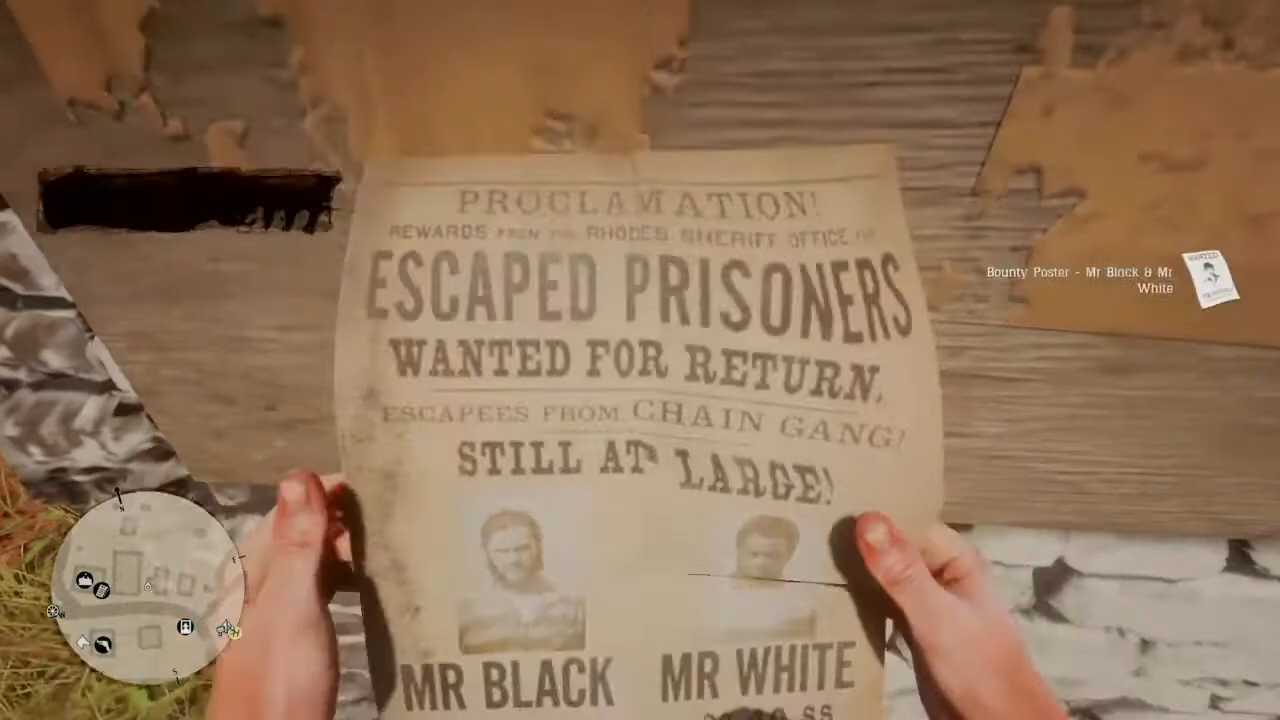 PROCLAMATION!
REWARDS FROM THE RHODES SHERIFF OFFICE FOR
ESCAPED PRISONERS
WANTED FOR RETURN.
ESCAPEES FROM CHAIN GANG!
STILL AT LARGE!
MR BLACK MR WHITE
Bounty Poster - Mr Black & Mr
White
WANTED